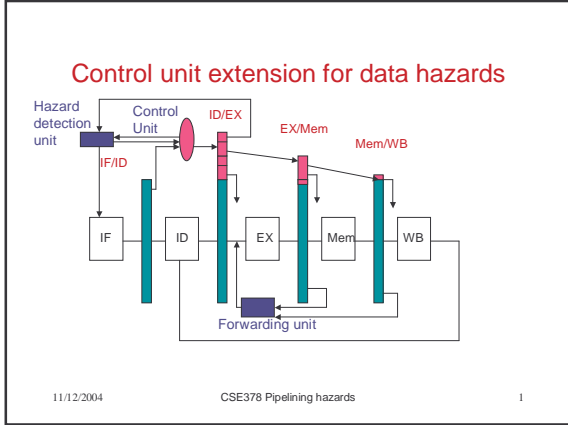 Control unit extension for data hazards
Hazard
detection
unit
Control
Unit
ID/EX
EX/Mem
Mem/WB
IF/ID
IF
ID
EX
Mem
WB
Forwarding unit
11/12/2004
CSE378 Pipelining hazards
1